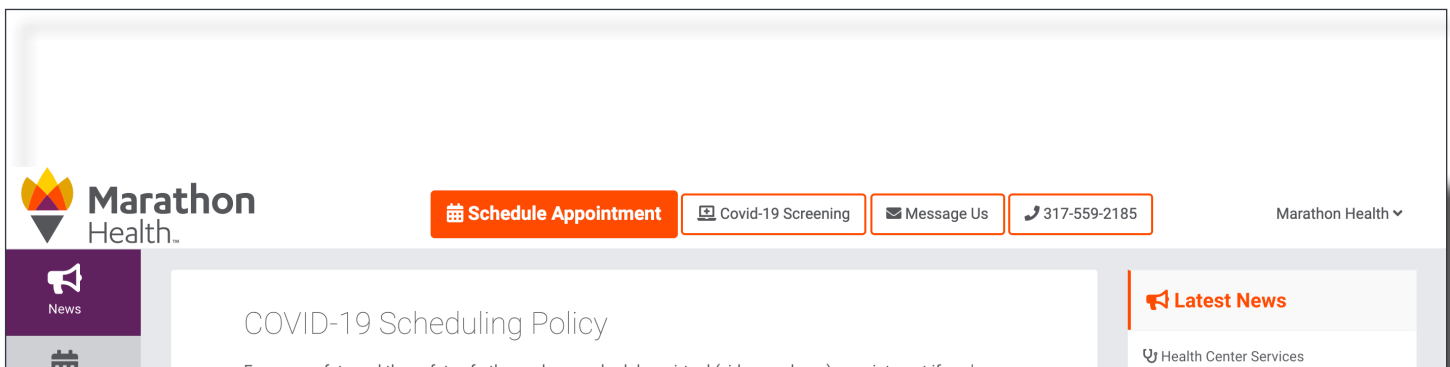 Marathon
Health™
Schedule Appointment
Covid-19 Screening
Message Us
317-559-2185
Marathon Health
News
COVID-19 Scheduling Policy
Latest News
Health Center Services